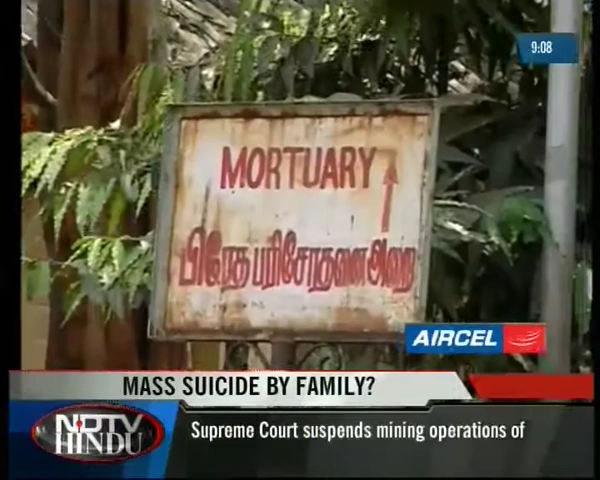 9:08
MORTUARY
பிரேத பரிசோதனை அறை
AIRCEL
MASS SUICIDE BY FAMILY?
NDTV
HINDU
Supreme Court suspends mining operations of